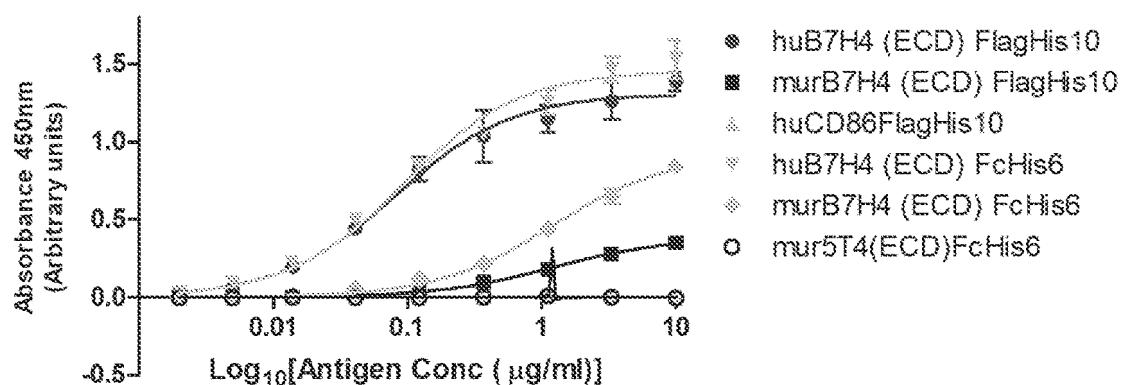 Absorbance 450nm
(Arbitrary units)
1.5
1.0
0.5
0.0
-0.5
0.01
0.1
1
10
Log10[Antigen Conc ( μg/ml)]
huB7H4 (ECD) FlagHis10
murB7H4 (ECD) FlagHis10
huCD86FlagHis10
huB7H4 (ECD) FcHis6
murB7H4 (ECD) FcHis6
mur5T4(ECD)FcHis6